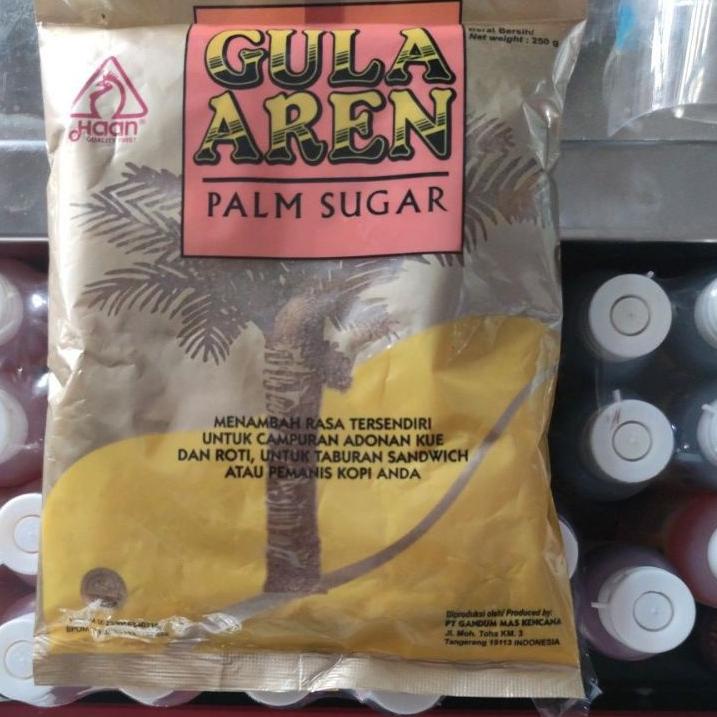 Berat Bersih/
Net weight : 250 g
GULA
AREN
PALM SUGAR
Haan®
QUALITY FIRST
MENAMBAH RASA TERSENDIRI
UNTUK CAMPURAN ADONAN KUE
DAN ROTI, UNTUK TABURAN SANDWICH
ATAU PEMANIS KOPI ANDA
Diproduksi oleh/ Produced by:
PT GANDUM MAS KENCANA
Jl. Moh. Toha KM. 3
Tangerang 15113 INDONESIA